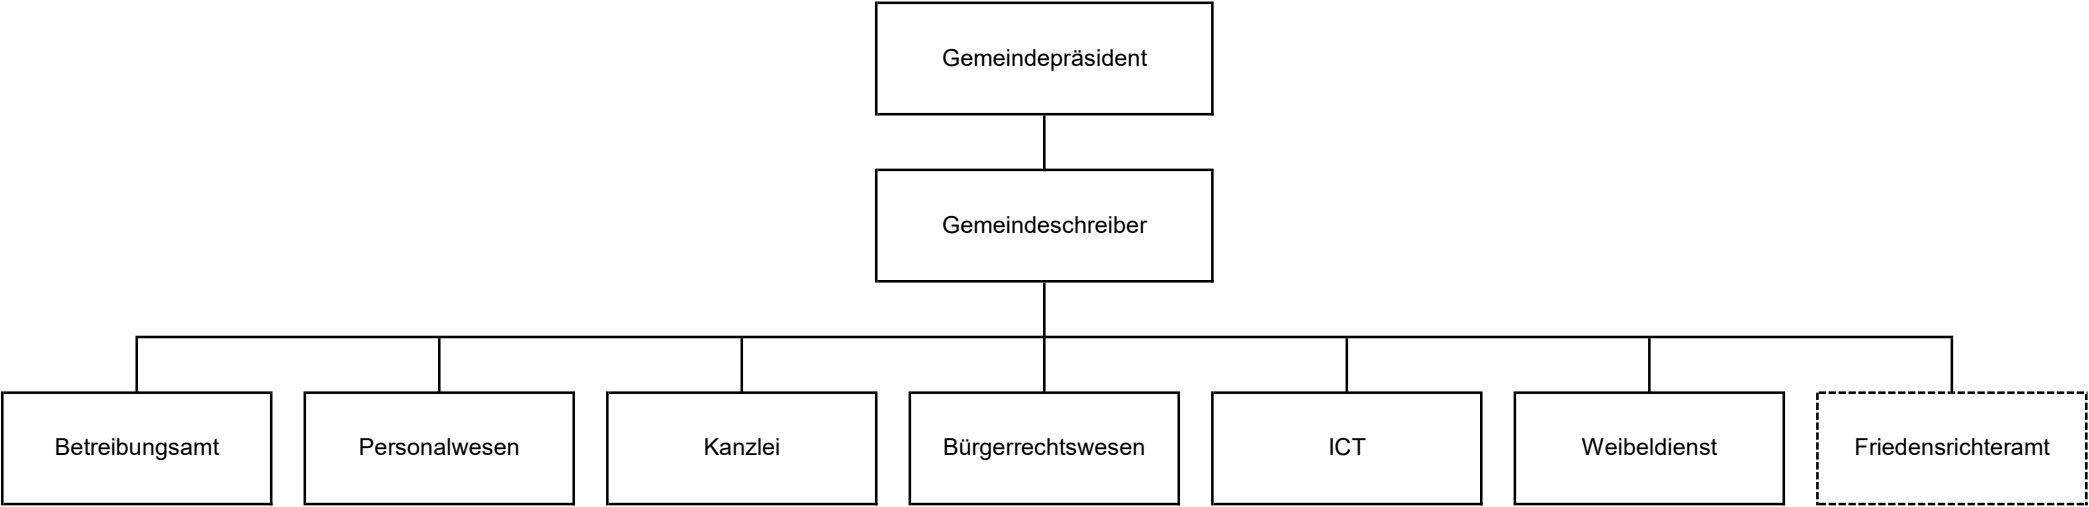 Gemeindepräsident
Gemeindeschreiber
Betreibungsamt
Personalwesen
Kanzlei
Bürgerrechtswesen
ICT
Weibeldienst
Friedensrichteramt